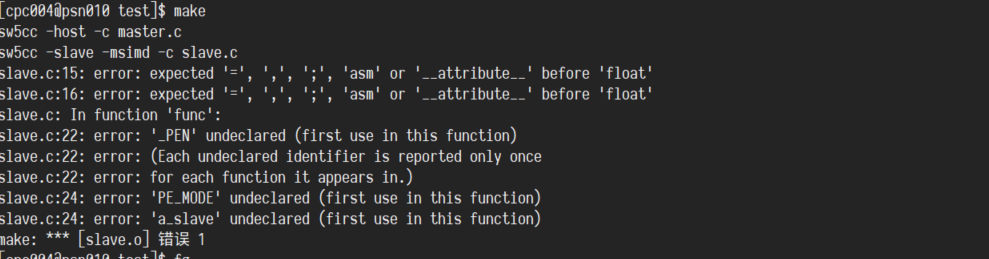 [cpc004@psn010 test]$ make
sw5cc -host -c master.c
sw5cc -slave -msimd -c slave.c
slave.c:15: error: expected '=', ',', ';', 'asm' or '__attribute__' before 'float'
slave.c:16: error: expected '=', ',', ';', 'asm' or '__attribute__' before 'float'
slave.c: In function 'func':
slave.c:22: error: '_PEN' undeclared (first use in this function)
slave.c:22: error: (Each undeclared identifier is reported only once
slave.c:22: error: for each function it appears in.)
slave.c:24: error: 'PE_MODE' undeclared (first use in this function)
slave.c:24: error: 'a_slave' undeclared (first use in this function)
make: *** [slave.o] 错误 1
[cpc004@psn010 test]$ fg